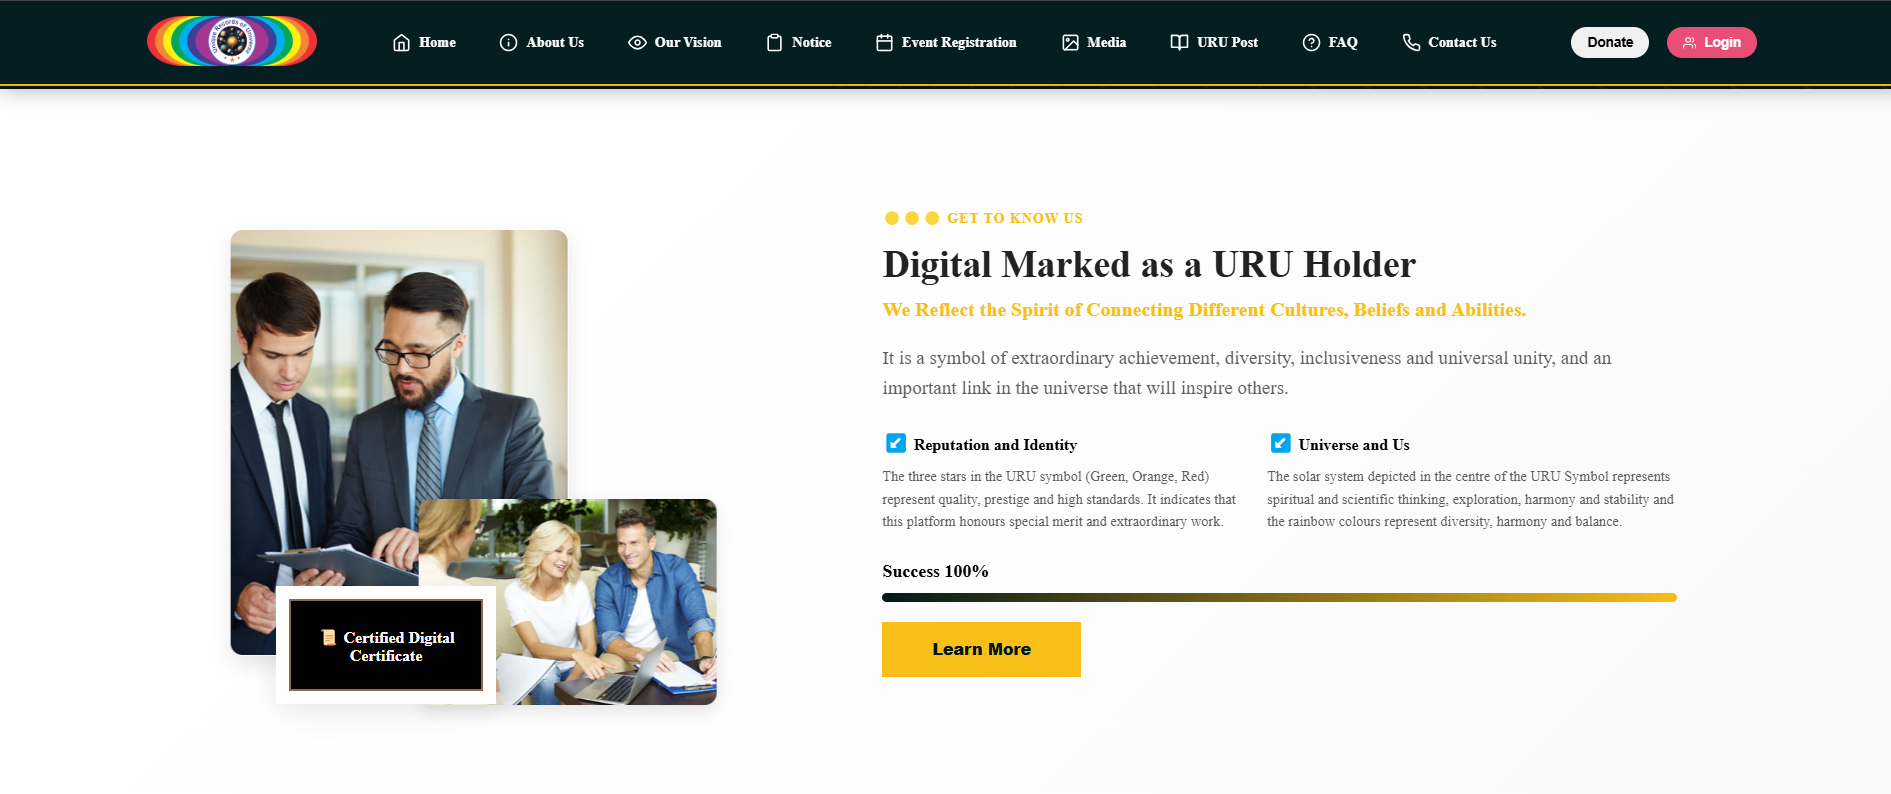 Unique Records of Universe
Home
About Us
Our Vision
Notice
Event Registration
Media
URU Post
FAQ
Contact Us
Donate
Login
GET TO KNOW US
Digital Marked as a URU Holder
We Reflect the Spirit of Connecting Different Cultures, Beliefs and Abilities.
It is a symbol of extraordinary achievement, diversity, inclusiveness and universal unity, and an
important link in the universe that will inspire others.
Reputation and Identity
The three stars in the URU symbol (Green, Orange, Red)
represent quality, prestige and high standards. It indicates that
this platform honours special merit and extraordinary work.
Universe and Us
The solar system depicted in the centre of the URU Symbol represents
spiritual and scientific thinking, exploration, harmony and stability and
the rainbow colours represent diversity, harmony and balance.
Success 100%
Learn More
Certified Digital
Certificate